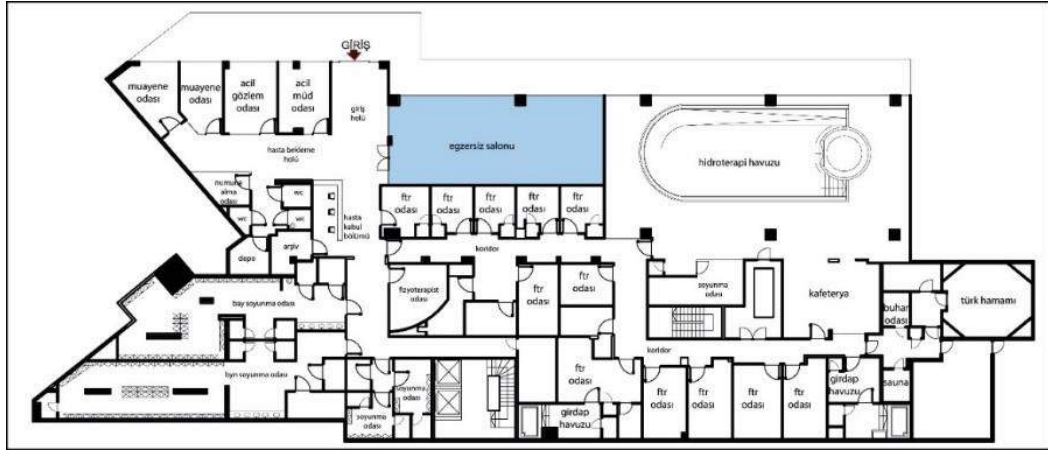 GİRİŞ
muayene
odası
muayene
odası
acil
gözlem
odası
acil
müd
odası
giriş
holü
hasta bekleme
holü
egzersiz salonu
hidroterapi havuzu
numune
alma
odası
wc
wc
wc
hasta
kabul
bölümü
depo
arşiv
ftr
odası
ftr
odası
ftr
odası
ftr
odası
ftr
odası
koridor
fizyoterapist
odası
ftr
odası
ftr
odası
soyunma
odası
kafeterya
buhar
odası
türk hamamı
bay soyunma odası
koridor
byn soyunma odası
soyunma
odası
soyunma
odası
ftr
odası
girdap
havuzu
ftr
odası
ftr
odası
ftr
odası
ftr
odası
girdap
havuzu
sauna